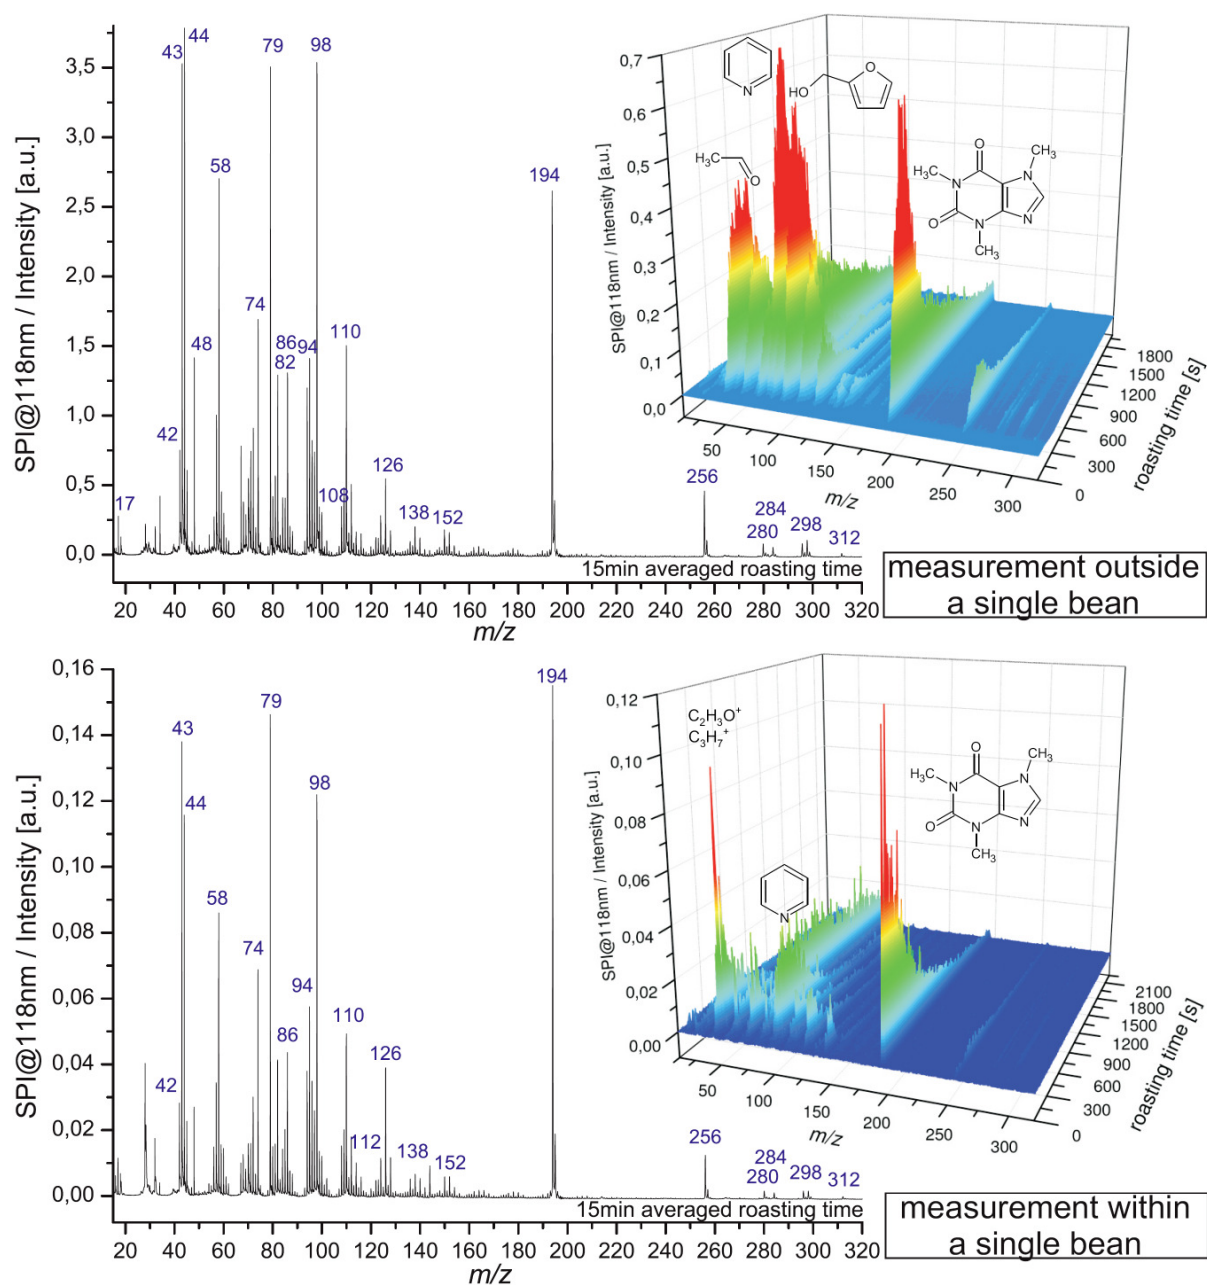 SPI@118nm / Intensity [a.u.]
3,5
3,0
2,5
2,0
1,5
1,0
0,5
0,0
43
44
79
98
58
194
74
48
86
82
94
110
42
17
108
126
138
152
256
284
280
298
312
15min averaged roasting time
20 40 60 80 100 120 140 160 180 200 220 240 260 280 300 320
m/z
SPI@118nm / Intensity [a.u.]
0,7
0,6
0,5
0,4
0,3
0,2
0,1
0,0
N
HO
O
H₃C
O
O
CH₃
H₃C
N
N
O
N
N
CH₃
50 100 150 200 250 300
m/z
0 300 600 900 1200 1500 1800
roasting time [s]
measurement outside
a single bean
SPI@118nm / Intensity [a.u.]
0,16
0,14
0,12
0,10
0,08
0,06
0,04
0,02
0,00
194
79
43
98
44
58
74
94
86
110
126
42
112
138
152
256
284
280
298
312
15min averaged roasting time
20 40 60 80 100 120 140 160 180 200 220 240 260 280 300 320
m/z
SPI@118nm / Intensity [a.u.]
0,12
0,10
0,08
0,06
0,04
0,02
0,00
C₂H₃O⁺
C₃H₇⁺
N
O
CH₃
H₃C
N
N
O
N
N
CH₃
50 100 150 200 250 300
m/z
0 300 600 900 1200 1500 1800 2100
roasting time [s]
measurement within
a single bean